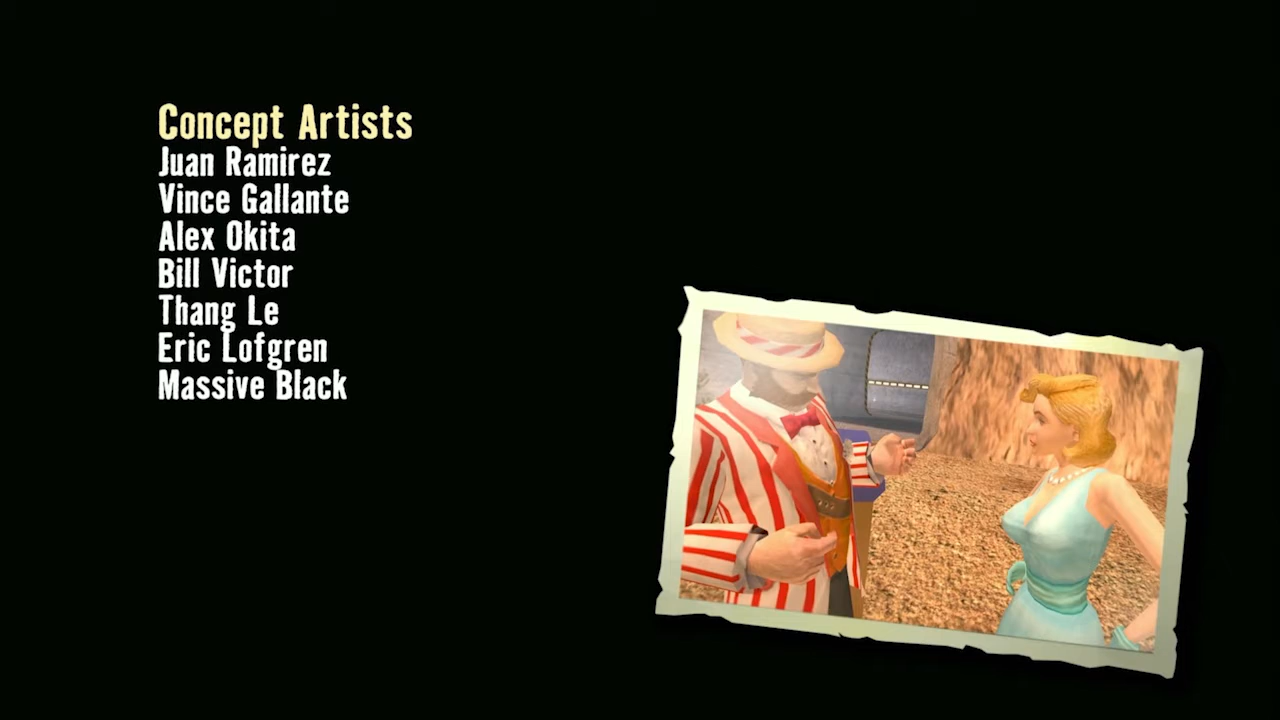 Concept Artists
Juan Ramirez
Vince Gallante
Alex Okita
Bill Victor
Thang Le
Eric Lofgren
Massive Black